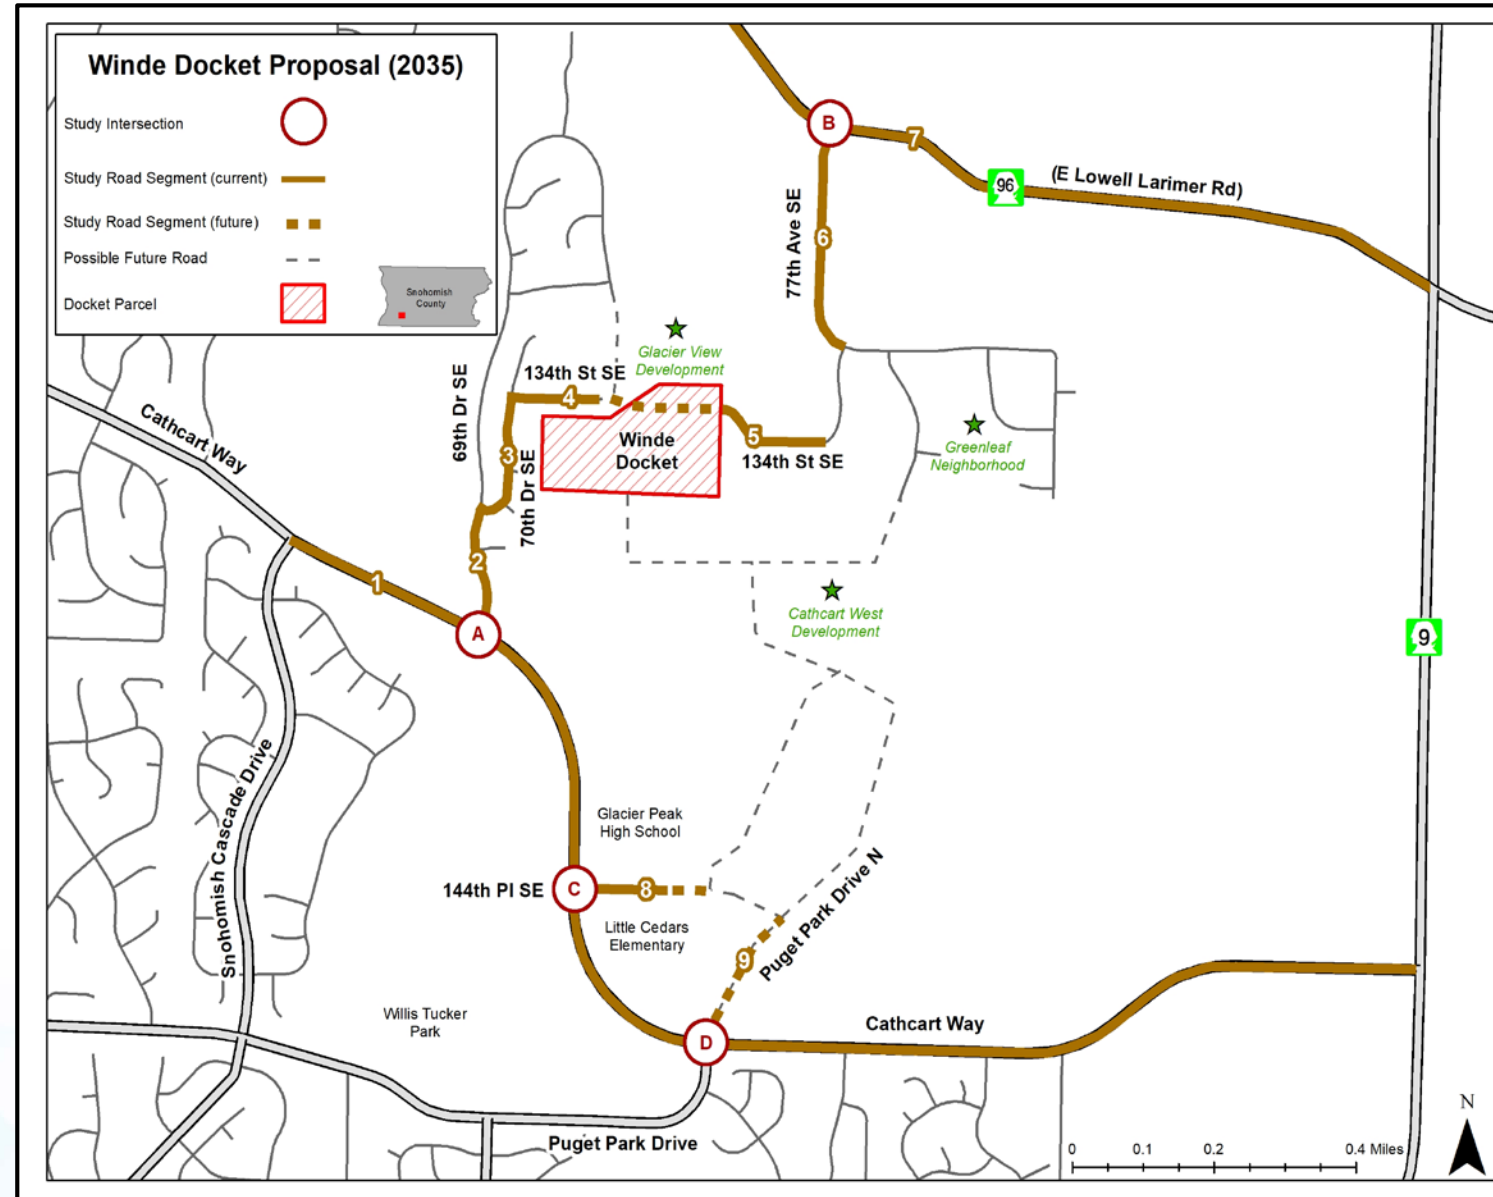 Winde Docket Proposal (2035)
Study Intersection
Study Road Segment (current)
Study Road Segment (future)
Possible Future Road
Docket Parcel
Snohomish
County
B
7
96
(E Lowell Larimer Rd)
77th Ave SE
6
Glacier View
Development
134th St SE
4
69th Dr SE
3
70th Dr SE
Winde
Docket
5
134th St SE
Greenleaf
Neighborhood
Cathcart Way
1
2
A
Cathcart West
Development
9
Snohomish Cascade Drive
Glacier Peak
High School
144th Pl SE
C
8
Little Cedars
Elementary
9
Puget Park Drive N
Willis Tucker
Park
D
Cathcart Way
Puget Park Drive
N
0 0.1 0.2 0.4 Miles